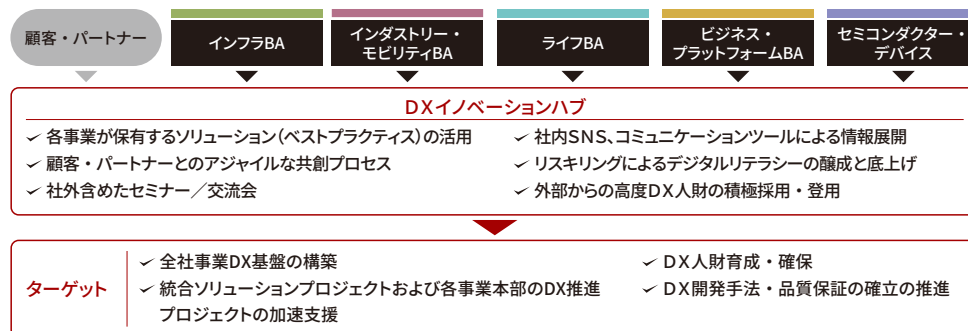 顧客・パートナー
インフラBA
インダストリー・
モビリティBA
ライフBA
ビジネス・
プラットフォームBA
セミコンダクター・
デバイス
DXイノベーションハブ
✓ 各事業が保有するソリューション（ベストプラクティス）の活用
✓ 顧客・パートナーとのアジャイルな共創プロセス
✓ 社外含めたセミナー／交流会
✓ 社内SNS、コミュニケーションツールによる情報展開
✓ リスキリングによるデジタルリテラシーの醸成と底上げ
✓ 外部からの高度DX人財の積極採用・登用
ターゲット
✓ 全社事業DX基盤の構築
✓ 統合ソリューションプロジェクトおよび各事業本部のDX推進
プロジェクトの加速支援
✓ DX人財育成・確保
✓ DX開発手法・品質保証の確立の推進